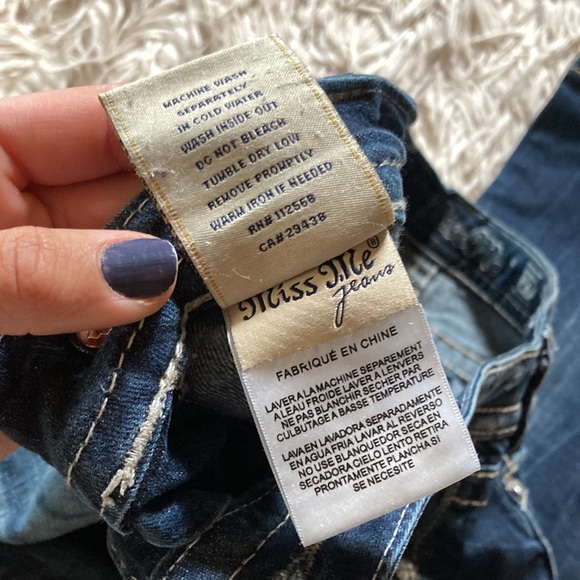 MACHINE WASH
SEPARATELY
IN COLD WATER
WASH INSIDE OUT
DO NOT BLEACH
TUMBLE DRY LOW
REMOVE PROMPTLY
WARM IRON IF NEEDED
RN# 112558
CA# 29438
Miss Me®
jeans
FABRIQUÉ EN CHINE
LAVER A LA MACHINE SEPAREMENT
A LEAU FROIDE LAVER A LENVERS
NE PAS BLANCHIR SECHER PAR
CULBUTAGE A BASSE TEMPÉRATURE
LAVA EN LAVADORA SEPARADAMENTE
EN AGUA FRIA LAVAR AL REVERSO
NO USE BLANQUEDOR SECA EN
SECADORA CIELO LENTO RETIRA
PRONTAMENTE PLANCHA SI
SE NECESITE